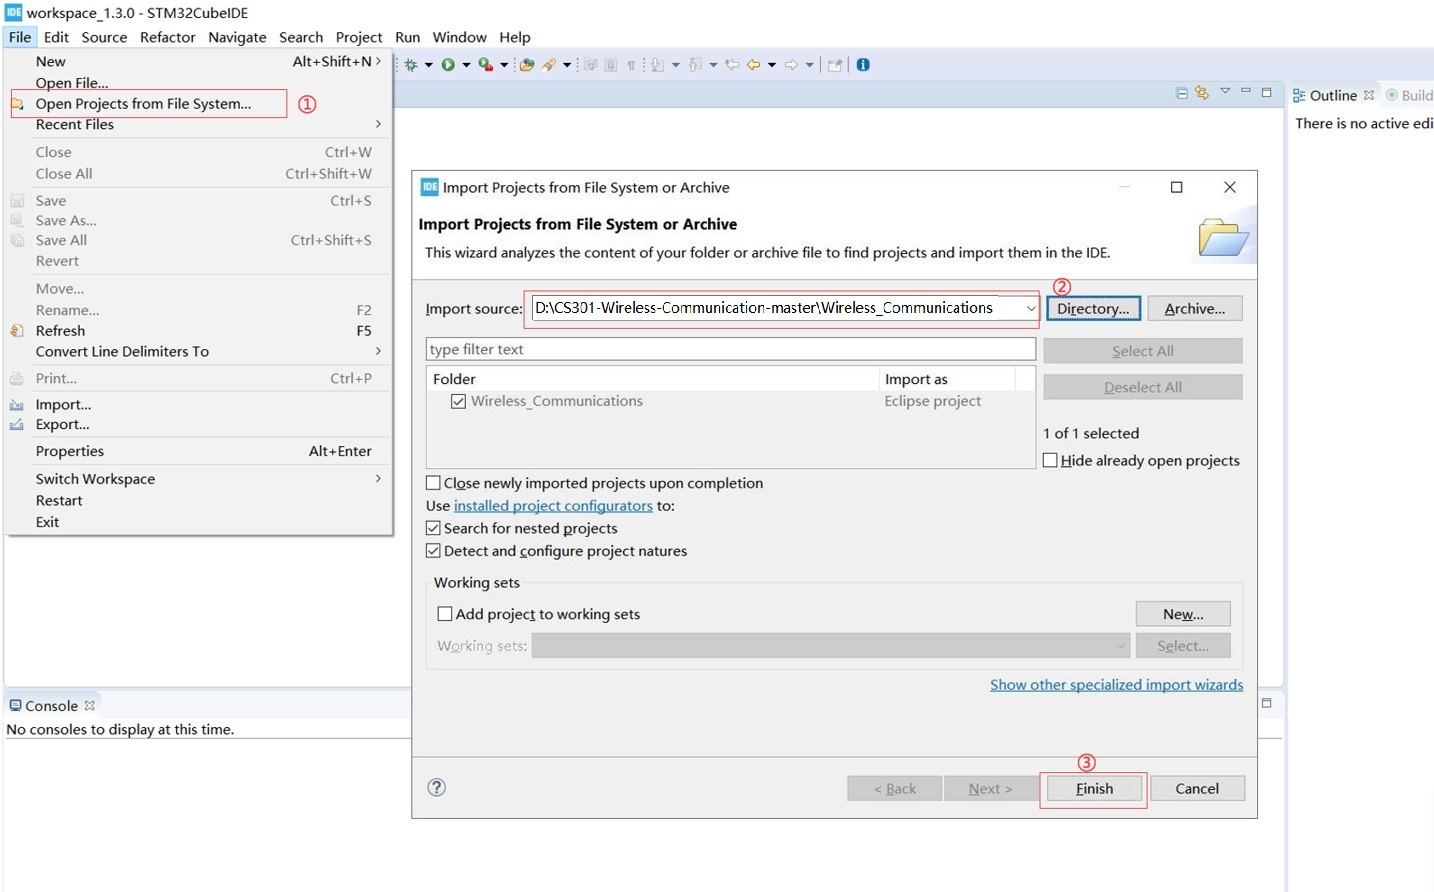 IDE workspace_1.3.0 - STM32CubeIDE
File Edit Source Refactor Navigate Search Project Run Window Help
New Alt+Shift+N >
Open File...
Open Projects from File System... ①
Recent Files >
Close Ctrl+W
Close All Ctrl+Shift+W
Save Ctrl+S
Save As...
Save All Ctrl+Shift+S
Revert
Move...
Rename... F2
Refresh F5
Convert Line Delimiters To >
Print... Ctrl+P
Import...
Export...
Properties Alt+Enter
Switch Workspace >
Restart
Exit
Outline Build
There is no active edi
IDE Import Projects from File System or Archive
Import Projects from File System or Archive
This wizard analyzes the content of your folder or archive file to find projects and import them in the IDE.
②
Import source: D:\CS301-Wireless-Communication-master\Wireless_Communications Directory... Archive...
type filter text Select All
Folder Import as Deselect All
Wireless_Communications Eclipse project
1 of 1 selected
Hide already open projects
Close newly imported projects upon completion
Use installed project configurators to:
Search for nested projects
Detect and configure project natures
Working sets
Add project to working sets New...
Working sets: Select...
Show other specialized import wizards
③
? < Back Next > Finish Cancel
Console
No consoles to display at this time.